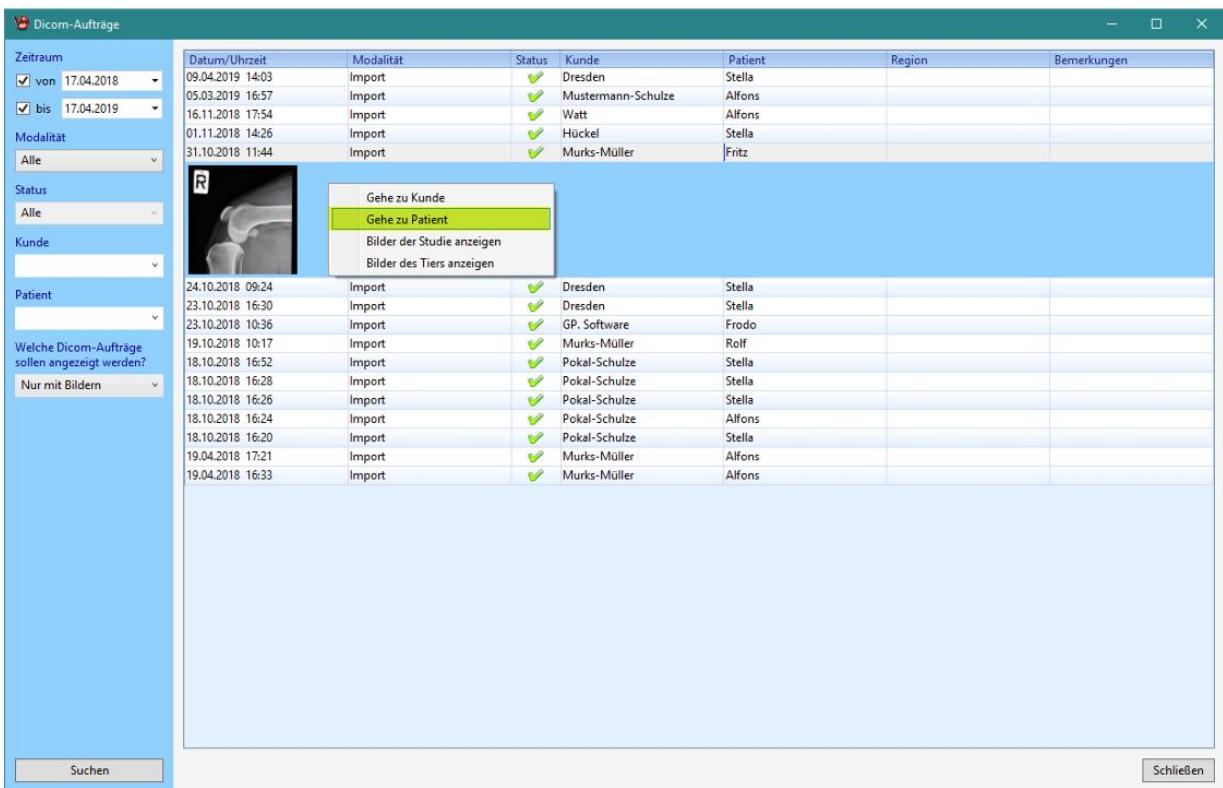 Dicom-Aufträge
Zeitraum
von 17.04.2018
bis 17.04.2019
Modalität
Alle
Status
Alle
Kunde
Patient
Welche Dicom-Aufträge
sollen angezeigt werden?
Nur mit Bildern
Suchen
Datum/Uhrzeit Modalität Status Kunde Patient Region Bemerkungen
09.04.2019 14:03 Import Dresden Stella
05.03.2019 16:57 Import Mustermann-Schulze Alfons
16.11.2018 17:54 Import Watt Alfons
01.11.2018 14:26 Import Hückel Stella
31.10.2018 11:44 Import Murks-Müller Fritz
R
Gehe zu Kunde
Gehe zu Patient
Bilder der Studie anzeigen
Bilder des Tiers anzeigen
24.10.2018 09:24 Import Dresden Stella
23.10.2018 16:30 Import Dresden Stella
23.10.2018 10:36 Import GP. Software Frodo
19.10.2018 10:17 Import Murks-Müller Rolf
18.10.2018 16:52 Import Pokal-Schulze Stella
18.10.2018 16:28 Import Pokal-Schulze Stella
18.10.2018 16:26 Import Pokal-Schulze Stella
18.10.2018 16:24 Import Pokal-Schulze Alfons
18.10.2018 16:20 Import Pokal-Schulze Stella
19.04.2018 17:21 Import Murks-Müller Alfons
19.04.2018 16:33 Import Murks-Müller Alfons
Schließen